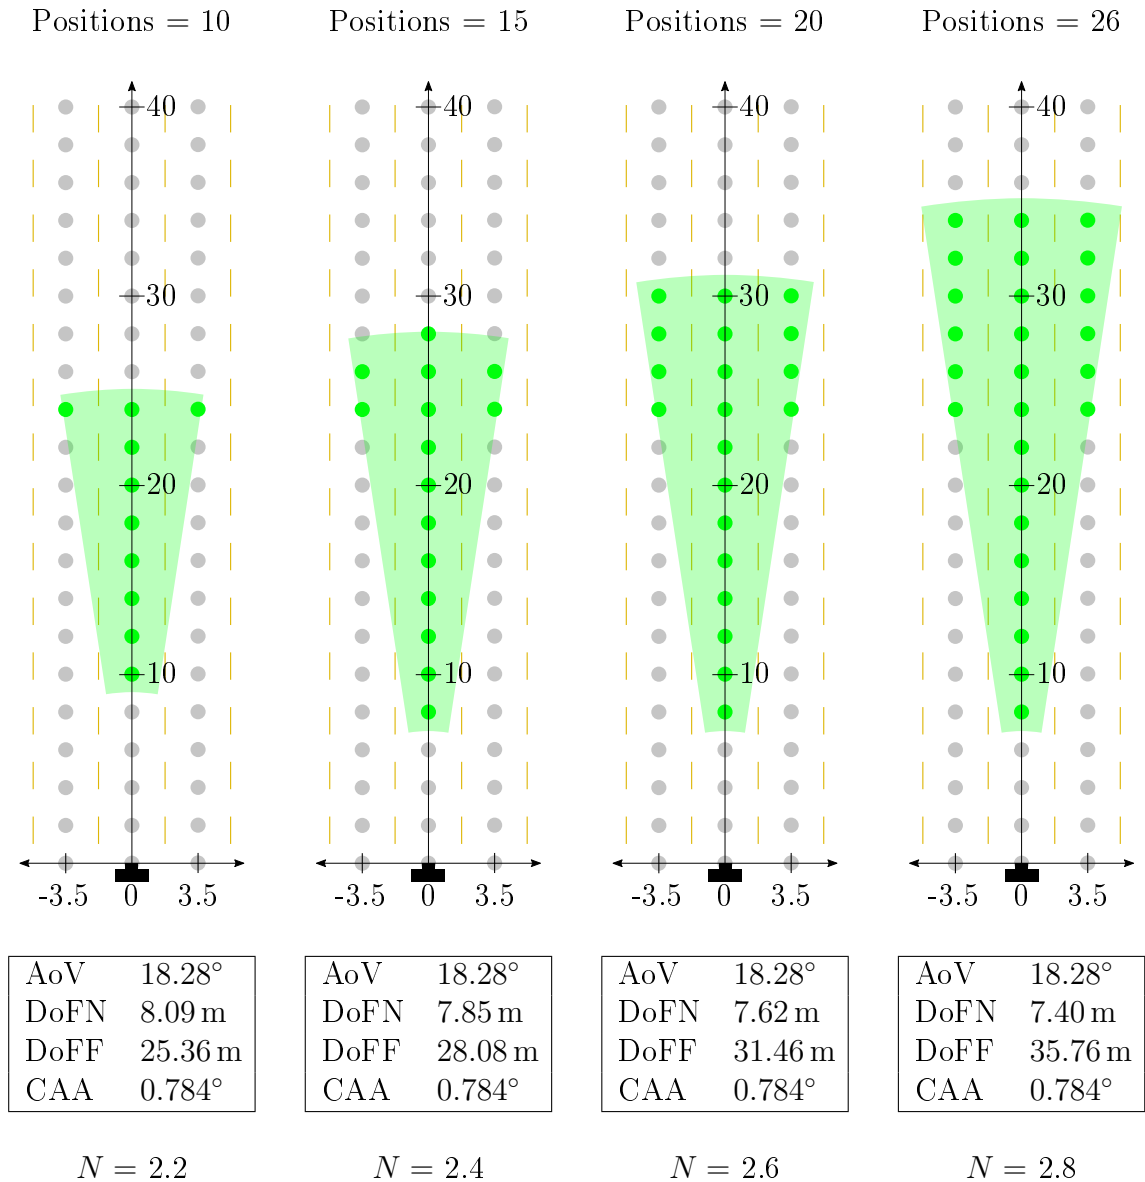 Positions = 10
Positions = 15
Positions = 20
Positions = 26
40
30
20
10
-3.5 0 3.5
40
30
20
10
-3.5 0 3.5
40
30
20
10
-3.5 0 3.5
40
30
20
10
-3.5 0 3.5
AoV 18.28°
DoFN 8.09 m
DoFF 25.36 m
CAA 0.784°
AoV 18.28°
DoFN 7.85 m
DoFF 28.08 m
CAA 0.784°
AoV 18.28°
DoFN 7.62 m
DoFF 31.46 m
CAA 0.784°
AoV 18.28°
DoFN 7.40 m
DoFF 35.76 m
CAA 0.784°
N = 2.2
N = 2.4
N = 2.6
N = 2.8